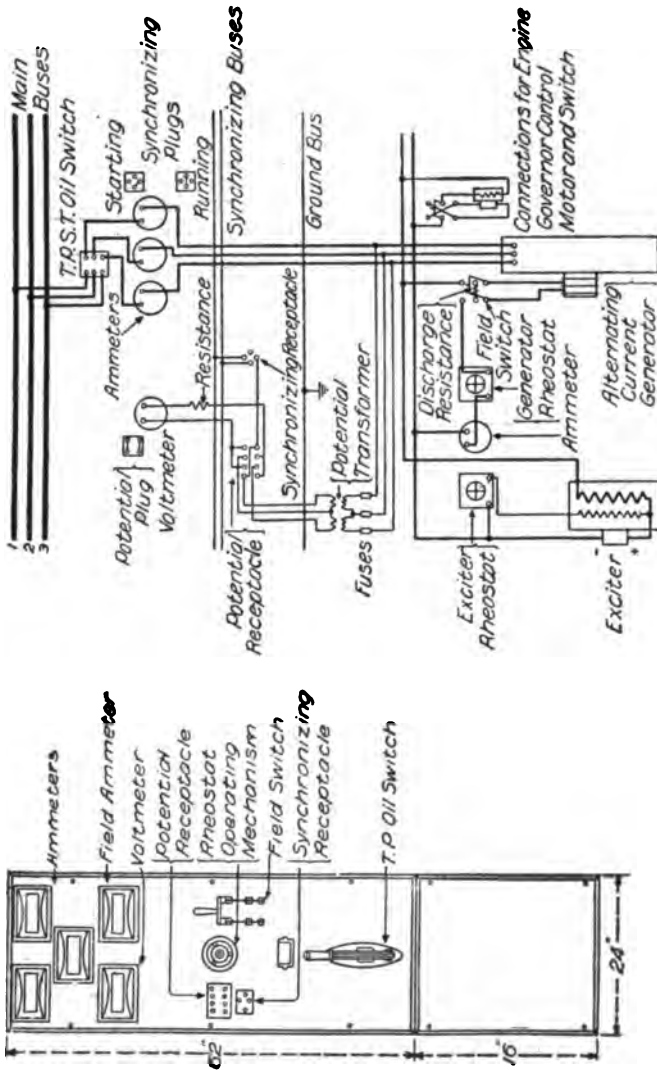 1
2
3
Main
Buses
T.P.S.T. Oil Switch
Starting
Synchronizing
Plugs
Running
Ammeters
Resistance
Potential
Plug
Voltmeter
Synchronizing Buses
Synchronizing Receptacle
Potential
Receptacle
Ground Bus
Potential
Transformer
Fuses
Discharge
Resistance
Field
Switch
Generator
Rheostat
Ammeter
Exciter
Rheostat
Exciter
- +
Alternating
Current
Generator
Connections for Engine
Governor Control
Motor and Switch
Ammeters
Field Ammeter
Voltmeter
Potential
Receptacle
Rheostat
Operating
Mechanism
Field Switch
Synchronizing
Receptacle
T.P. Oil Switch
62"
16"
24"